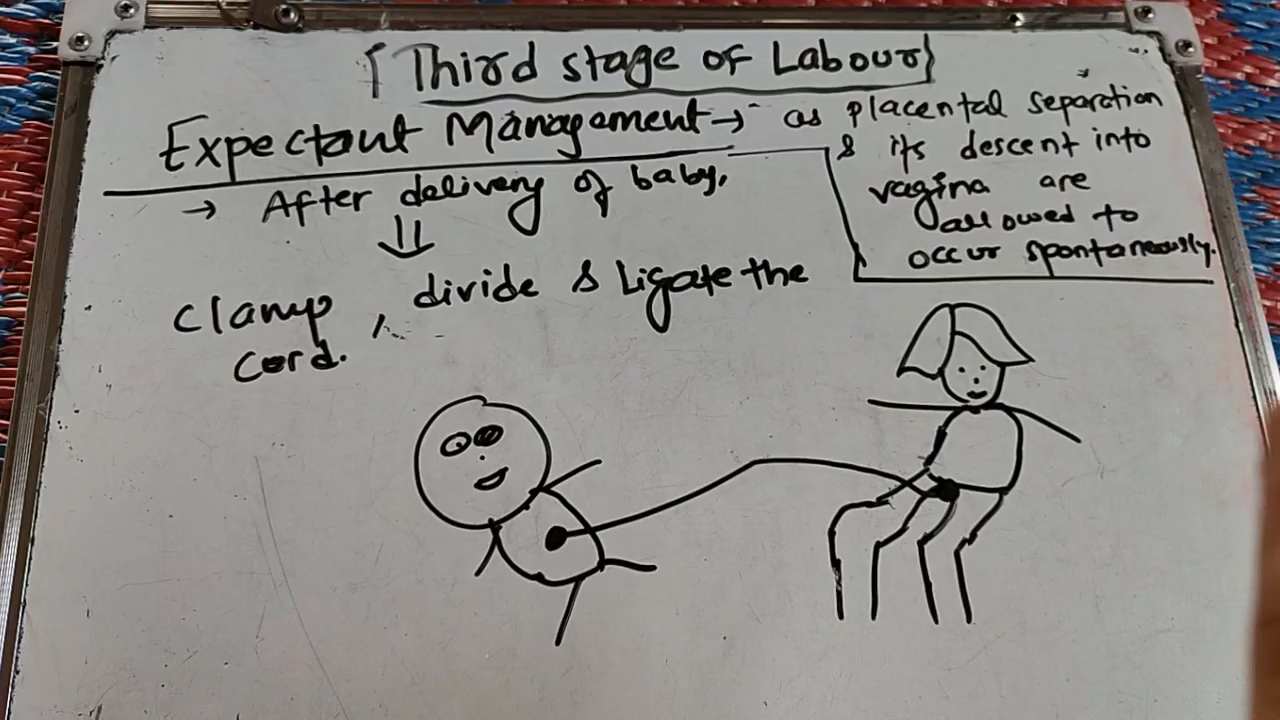 {Third stage of Labour}
Expectant Management → as placental separation
& its descent into
vagina are
allowed to
occur spontaneously.
→ After delivery of baby,
⇓
clamp, divide & Ligate the
cord.